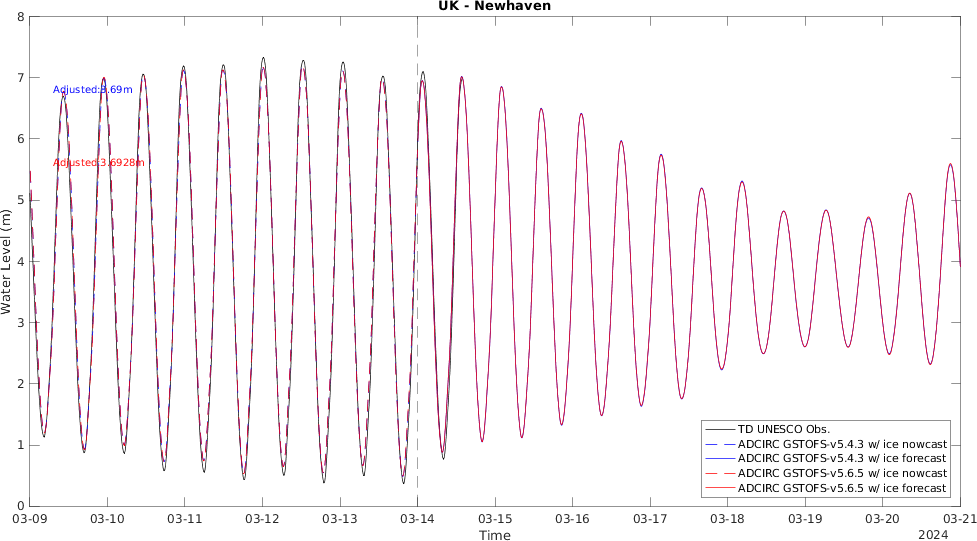 UK - Newhaven
8
7
6
5
4
3
2
1
0
Water Level (m)
Adjusted:3.69m
Adjusted:3.6928m
TD UNESCO Obs.
ADCIRC GSTOFS-v5.4.3 w/ ice nowcast
ADCIRC GSTOFS-v5.4.3 w/ ice forecast
ADCIRC GSTOFS-v5.6.5 w/ ice nowcast
ADCIRC GSTOFS-v5.6.5 w/ ice forecast
03-09 03-10 03-11 03-12 03-13 03-14 03-15 03-16 03-17 03-18 03-19 03-20 03-21
Time
2024